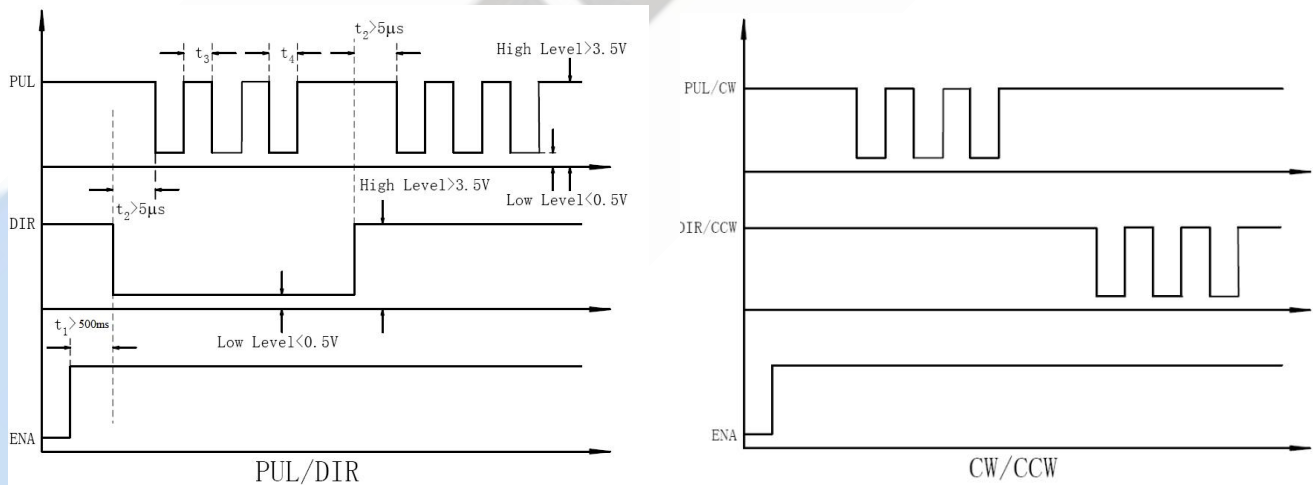 t2>5μs
t3
t4
High Level>3.5V
PUL
Low Level<0.5V
High Level>3.5V
t2>5μs
DIR
t1>500ms
Low Level<0.5V
ENA
PUL/DIR
PUL/CW
DIR/CCW
ENA
CW/CCW